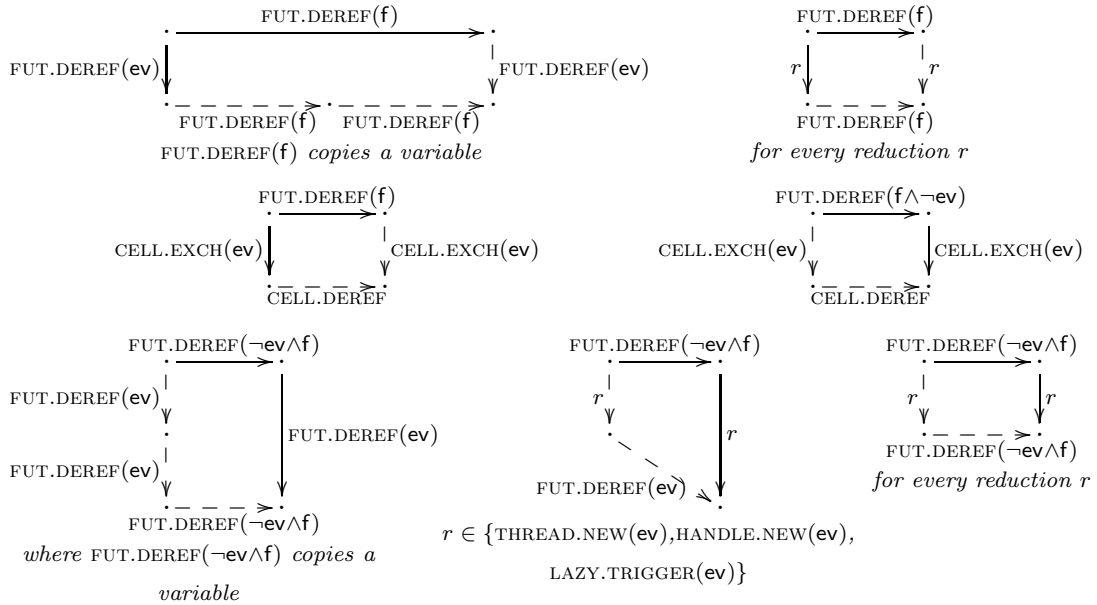 FUT.DEREF(f)
FUT.DEREF(ev)
FUT.DEREF(ev)
FUT.DEREF(f)
FUT.DEREF(f)
FUT.DEREF(f) copies a variable
FUT.DEREF(f)
r
r
FUT.DEREF(f)
for every reduction r
FUT.DEREF(f)
CELL.EXCH(ev)
CELL.EXCH(ev)
CELL.DEREF
FUT.DEREF(f∧¬ev)
CELL.EXCH(ev)
CELL.EXCH(ev)
CELL.DEREF
FUT.DEREF(¬ev∧f)
FUT.DEREF(ev)
FUT.DEREF(ev)
FUT.DEREF(ev)
FUT.DEREF(¬ev∧f)
where FUT.DEREF(¬ev∧f) copies a
variable
FUT.DEREF(¬ev∧f)
r
r
FUT.DEREF(ev)
r ∈ {THREAD.NEW(ev),HANDLE.NEW(ev),
LAZY.TRIGGER(ev)}
FUT.DEREF(¬ev∧f)
r
r
FUT.DEREF(¬ev∧f)
for every reduction r